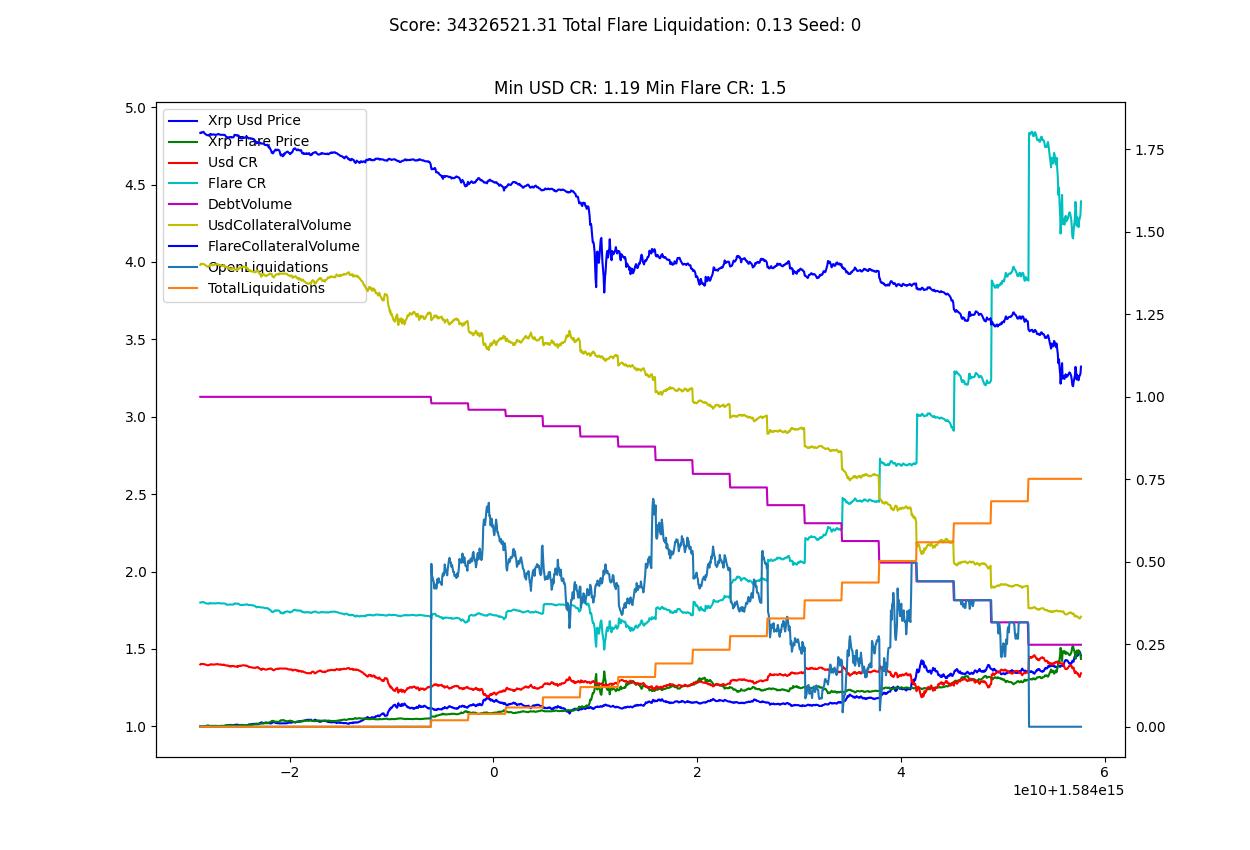 Score: 34326521.31 Total Flare Liquidation: 0.13 Seed: 0
Min USD CR: 1.19 Min Flare CR: 1.5
Xrp Usd Price
Xrp Flare Price
Usd CR
Flare CR
DebtVolume
UsdCollateralVolume
FlareCollateralVolume
OpenLiquidations
TotalLiquidations
5.0
4.5
4.0
3.5
3.0
2.5
2.0
1.5
1.0
1.75
1.50
1.25
1.00
0.75
0.50
0.25
0.00
−2
0
2
4
6
1e10+1.584e15